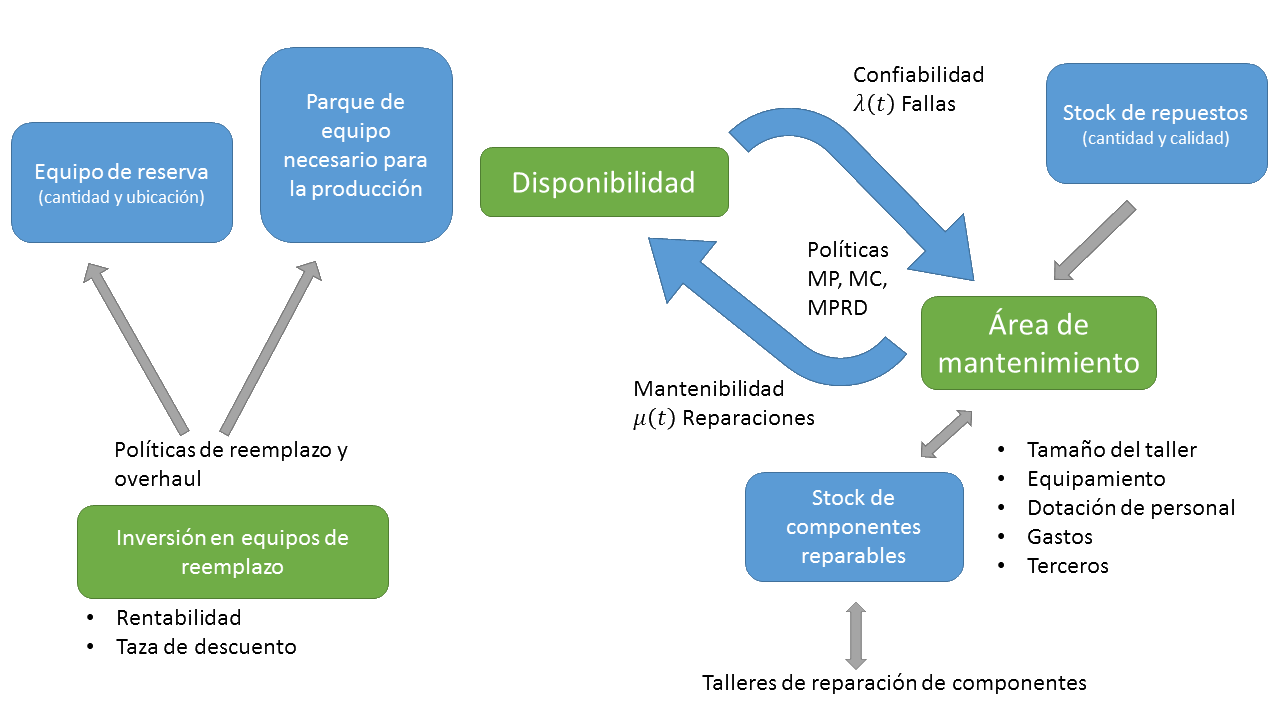 Equipo de reserva
(cantidad y ubicación)
Parque de
equipo
necesario para
la producción
Políticas de reemplazo y
overhaul
Inversión en equipos de
reemplazo
• Rentabilidad
• Taza de descuento
Disponibilidad
Confiabilidad
λ(t) Fallas
Políticas
MP, MC,
MPRD
Mantenibilidad
μ(t) Reparaciones
Stock de repuestos
(cantidad y calidad)
Área de
mantenimiento
• Tamaño del taller
• Equipamiento
• Dotación de personal
• Gastos
• Terceros
Stock de
componentes
reparables
Talleres de reparación de componentes